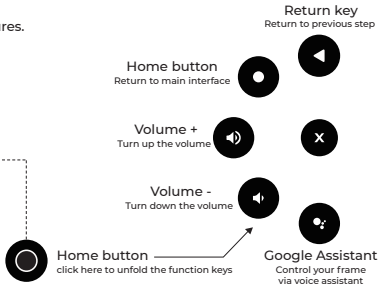 Return key
Return to previous step
ures.
Home button
Return to main interface
Volume +
Turn up the volume
X
Volume -
Turn down the volume
Home button
click here to unfold the function keys
Google Assistant
Control your frame
via voice assistant